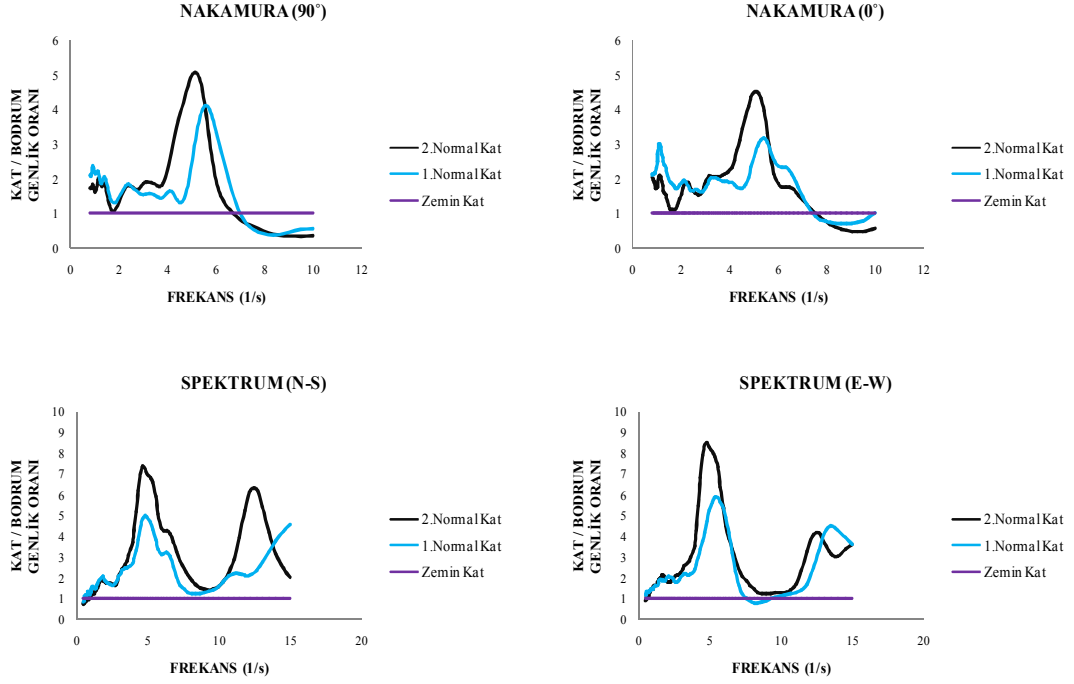 NAKAMURA (90˚)
KAT / BODRUM
GENLİK ORANI
6
5
4
3
2
1
0
0 2 4 6 8 10 12
FREKANS (1/s)
2.Normal Kat
1.Normal Kat
Zemin Kat
NAKAMURA (0˚)
KAT / BODRUM
GENLİK ORANI
6
5
4
3
2
1
0
0 2 4 6 8 10 12
FREKANS (1/s)
2.Normal Kat
1.Normal Kat
Zemin Kat
SPEKTRUM (N-S)
KAT / BODRUM
GENLİK ORANI
10
9
8
7
6
5
4
3
2
1
0
0 5 10 15 20
FREKANS (1/s)
2.Normal Kat
1.Normal Kat
Zemin Kat
SPEKTRUM (E-W)
KAT / BODRUM
GENLİK ORANI
10
9
8
7
6
5
4
3
2
1
0
0 5 10 15 20
FREKANS (1/s)
2.Normal Kat
1.Normal Kat
Zemin Kat